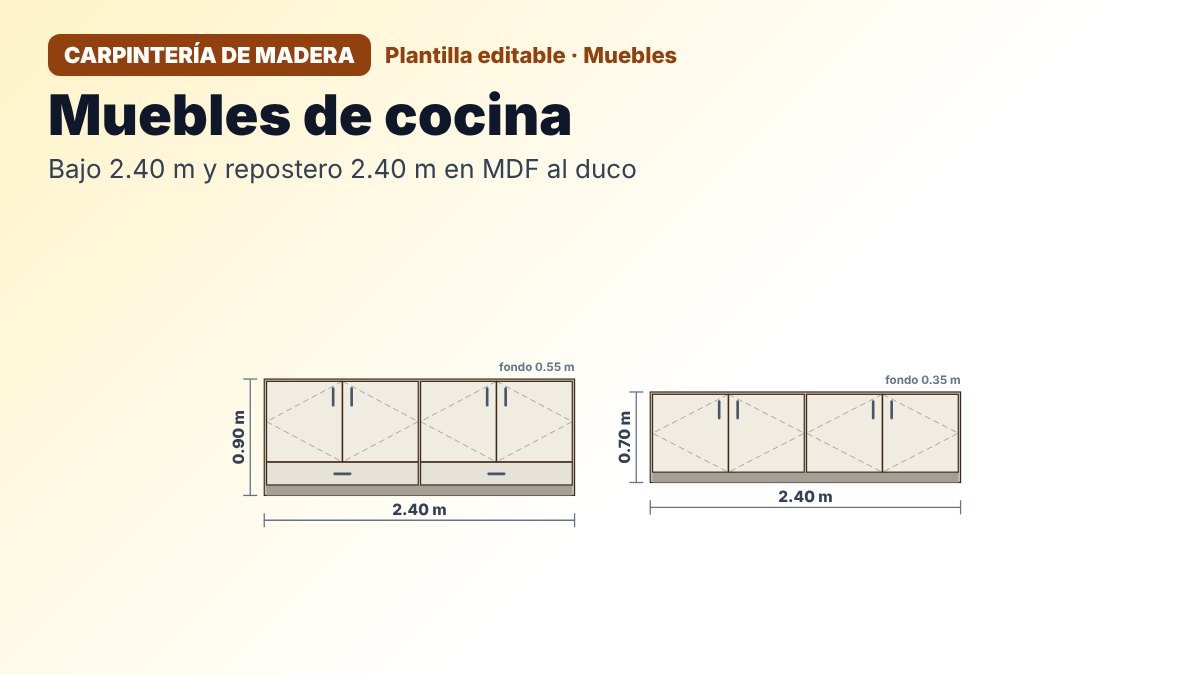 CARPINTERÍA DE MADERA Plantilla editable · Muebles
Muebles de cocina
Bajo 2.40 m y repostero 2.40 m en MDF al duco
fondo 0.55 m
0.90 m
2.40 m
fondo 0.35 m
0.70 m
2.40 m